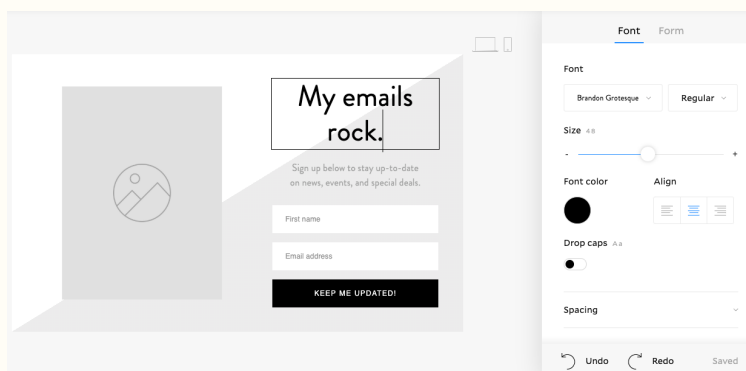 My emails
rock.
Sign up below to stay up-to-date
on news, events, and special deals.
First name
Email address
KEEP ME UPDATED!
Font Form
Font
Brandon Grotesque Regular
Size 48
- +
Font color Align
Drop caps Aa
Spacing
Undo Redo Saved